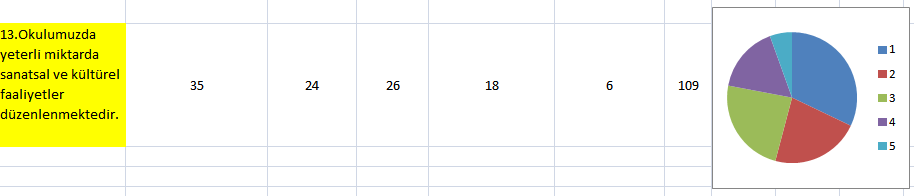 13.Okulumuzda
yeterli miktarda
sanatsal ve kültürel
faaliyetler
düzenlenmektedir.
35 24 26 18 6 109
1
2
3
4
5